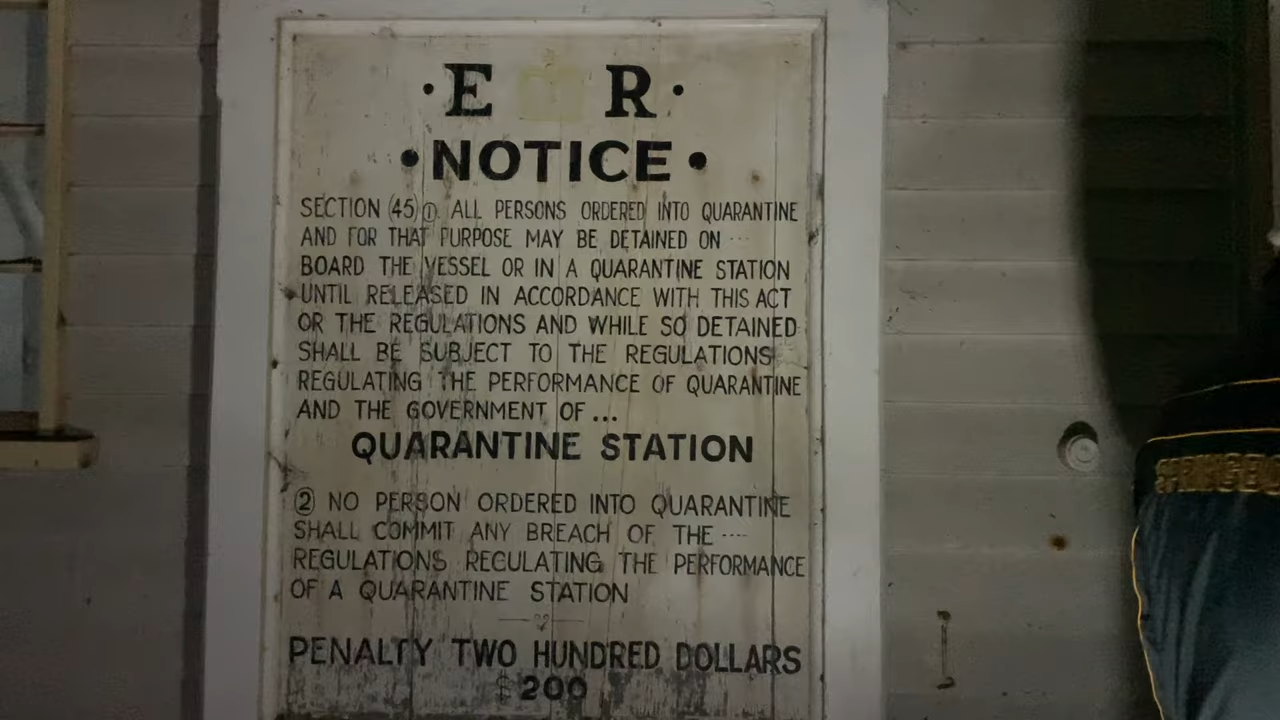 ·E R·
•NOTICE•
SECTION (45) ① ALL PERSONS ORDERED INTO QUARANTINE
AND FOR THAT PURPOSE MAY BE DETAINED ON ...
BOARD THE VESSEL OR IN A QUARANTINE STATION
UNTIL RELEASED IN ACCORDANCE WITH THIS ACT
OR THE REGULATIONS AND WHILE SO DETAINED
SHALL BE SUBJECT TO THE REGULATIONS
REGULATING THE PERFORMANCE OF QUARANTINE
AND THE GOVERNMENT OF ...
QUARANTINE STATION
② NO PERSON ORDERED INTO QUARANTINE
SHALL COMMIT ANY BREACH OF THE ....
REGULATIONS REGULATING THE PERFORMANCE
OF A QUARANTINE STATION
PENALTY TWO HUNDRED DOLLARS
$200